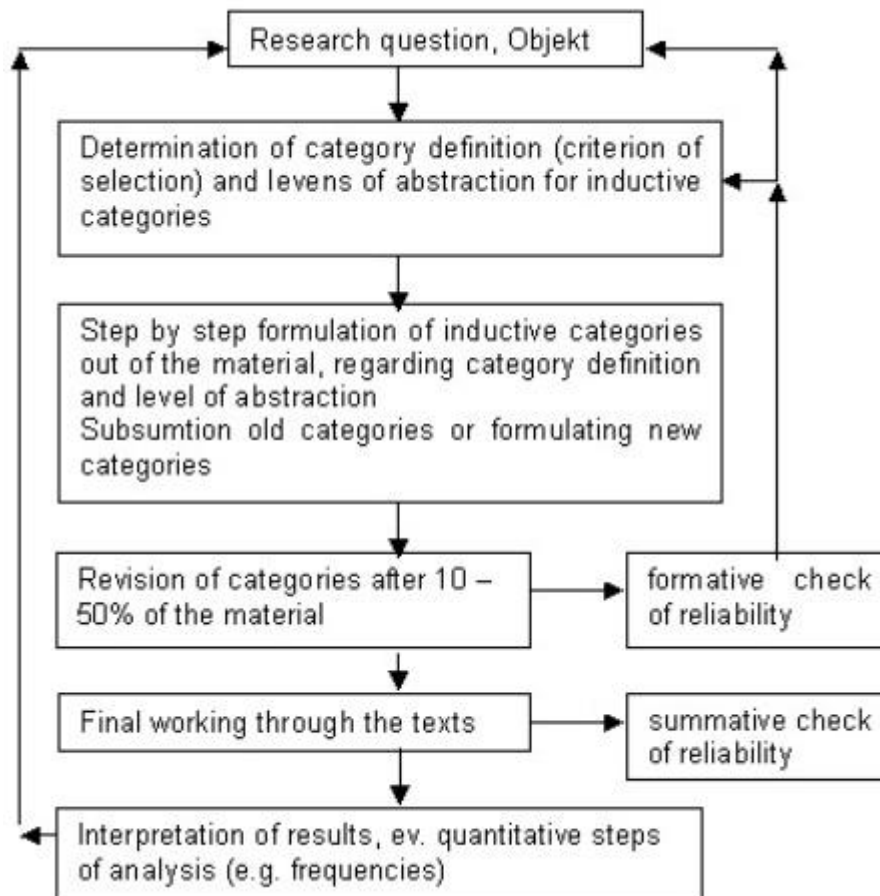 Research question, Objekt
Determination of category definition (criterion of
selection) and levens of abstraction for inductive
categories
Step by step formulation of inductive categories
out of the material, regarding category definition
and level of abstraction
Subsumtion old categories or formulating new
categories
Revision of categories after 10 –
50% of the material
formative check
of reliability
Final working through the texts
summative check
of reliability
Interpretation of results, ev. quantitative steps
of analysis (e.g. frequencies)